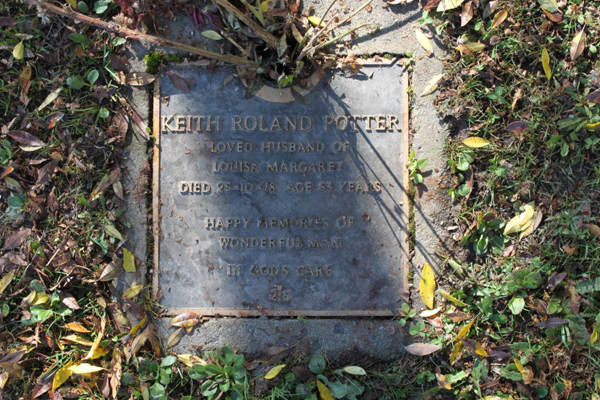 KEITH ROLAND POTTER
LOVED HUSBAND OF
LOUISA MARGARET
DIED 25·10·78 AGE 53 YEARS
HAPPY MEMORIES OF
WONDERFUL MAN
IN GOD'S CARE